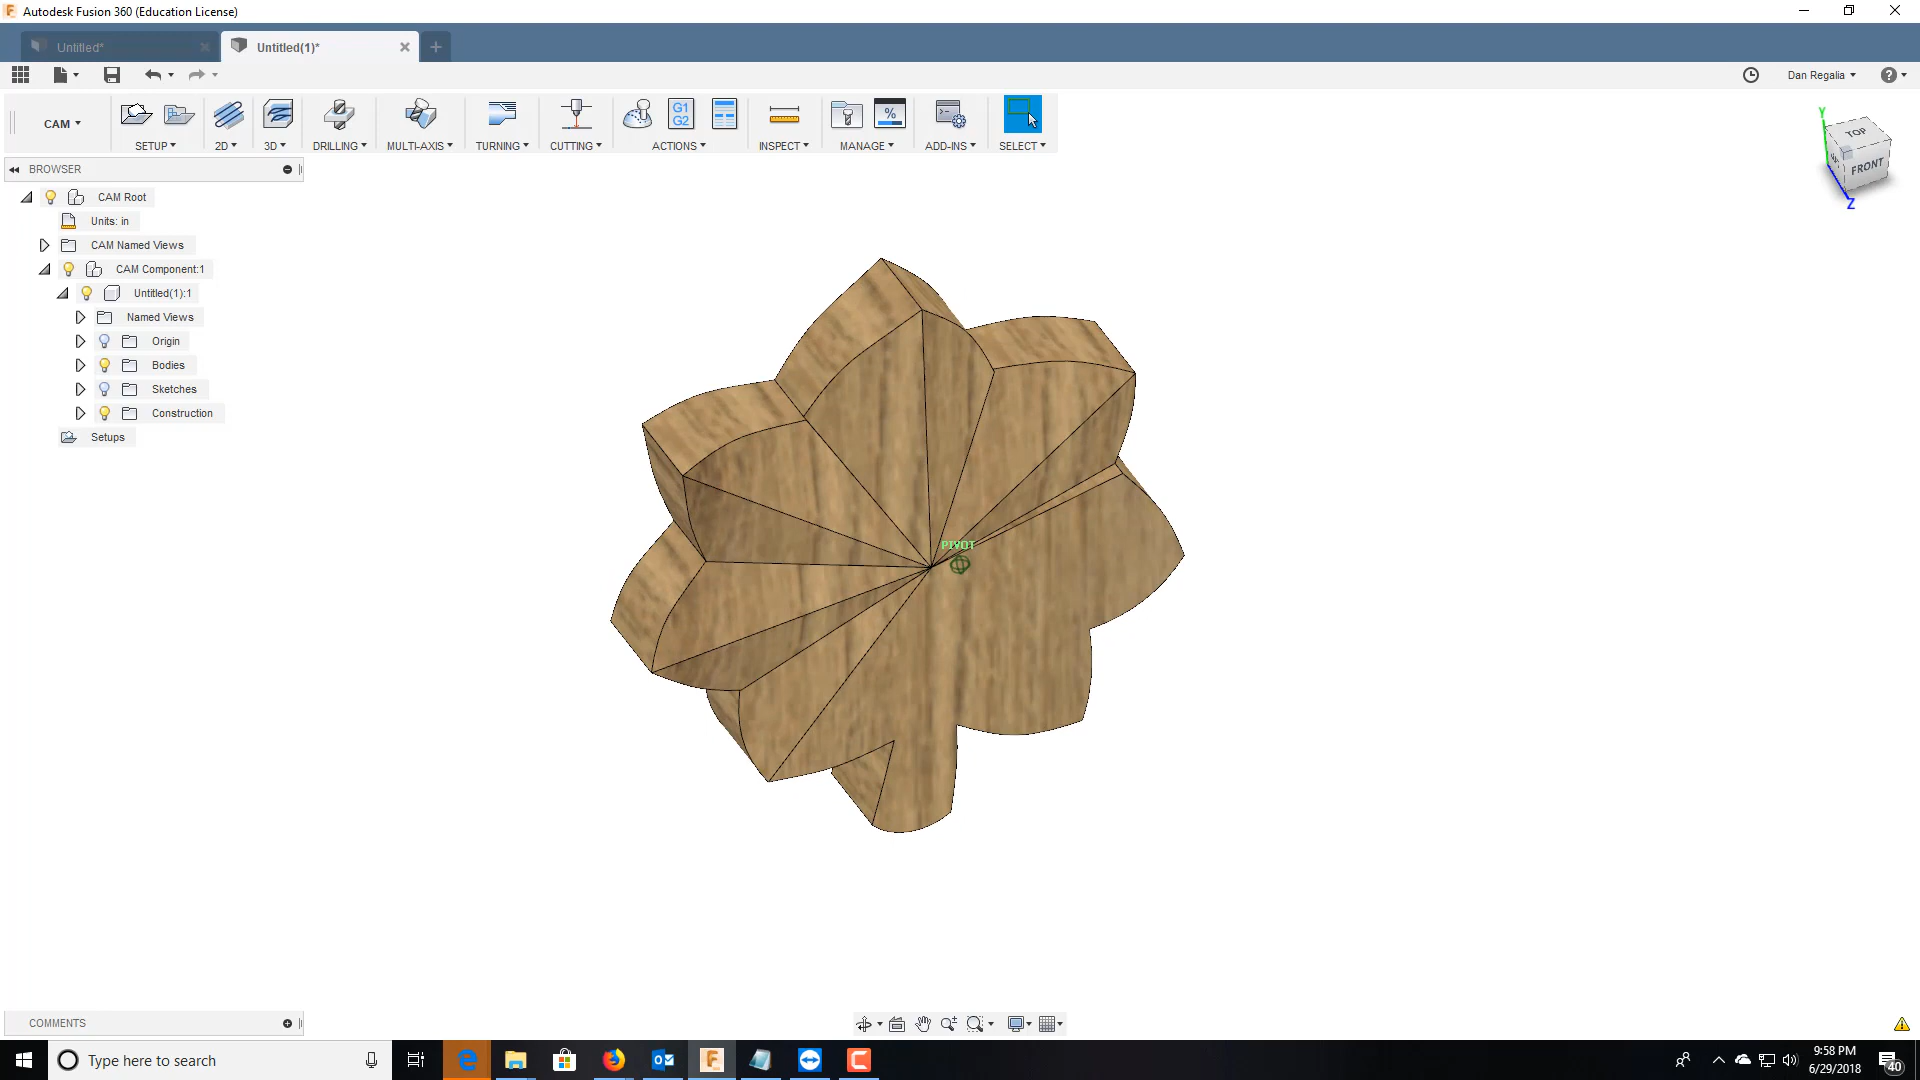 Autodesk Fusion 360 (Education License)
Untitled*
Untitled(1)*
Dan Regalia
CAM
SETUP
2D
3D
DRILLING
MULTI-AXIS
TURNING
CUTTING
G1
G2
ACTIONS
INSPECT
%
MANAGE
ADD-INS
SELECT
Y
TOP
FRONT
Z
BROWSER
CAM Root
Units: in
CAM Named Views
CAM Component:1
Untitled(1):1
Named Views
Origin
Bodies
Sketches
Construction
Setups
PIVOT
COMMENTS
Type here to search
9:58 PM
6/29/2018
40